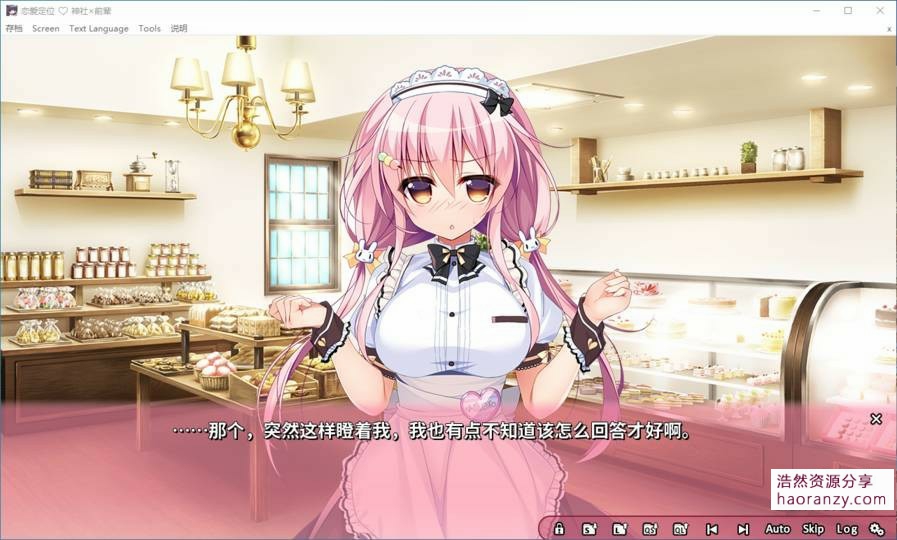 恋爱定位♡神社×前辈
存档 Screen Text Language Tools 说明 x
……那个，突然这样瞪着我，我也有点不知道该怎么回答才好啊。
浩然资源分享
haoranzy.com
S L QS QL Auto Skip Log